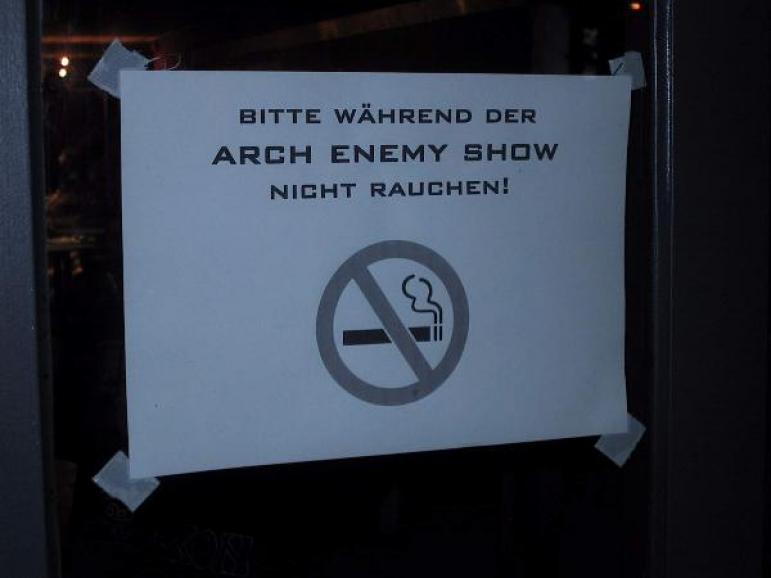 BITTE WÄHREND DER
ARCH ENEMY SHOW
NICHT RAUCHEN!